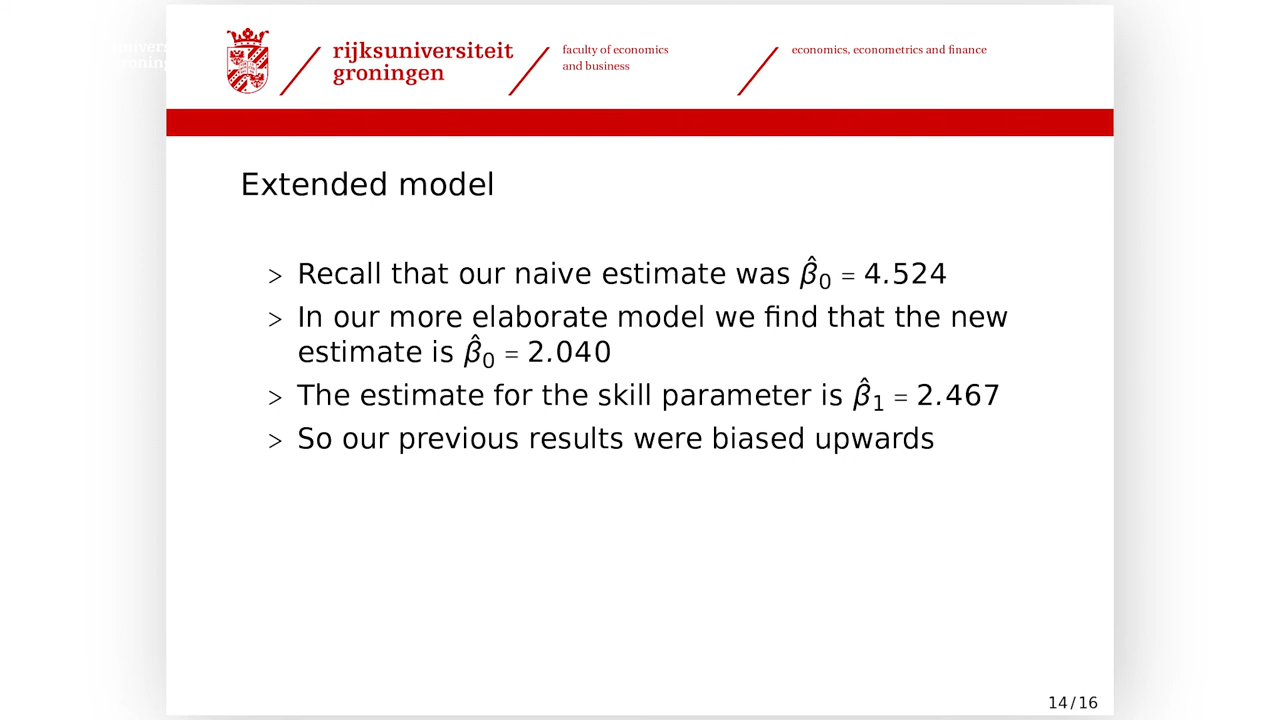 rijksuniversiteit
groningen
faculty of economics
and business
economics, econometrics and finance
Extended model
> Recall that our naive estimate was β̂₀ = 4.524
> In our more elaborate model we find that the new
estimate is β̂₀ = 2.040
> The estimate for the skill parameter is β̂₁ = 2.467
> So our previous results were biased upwards
14/16